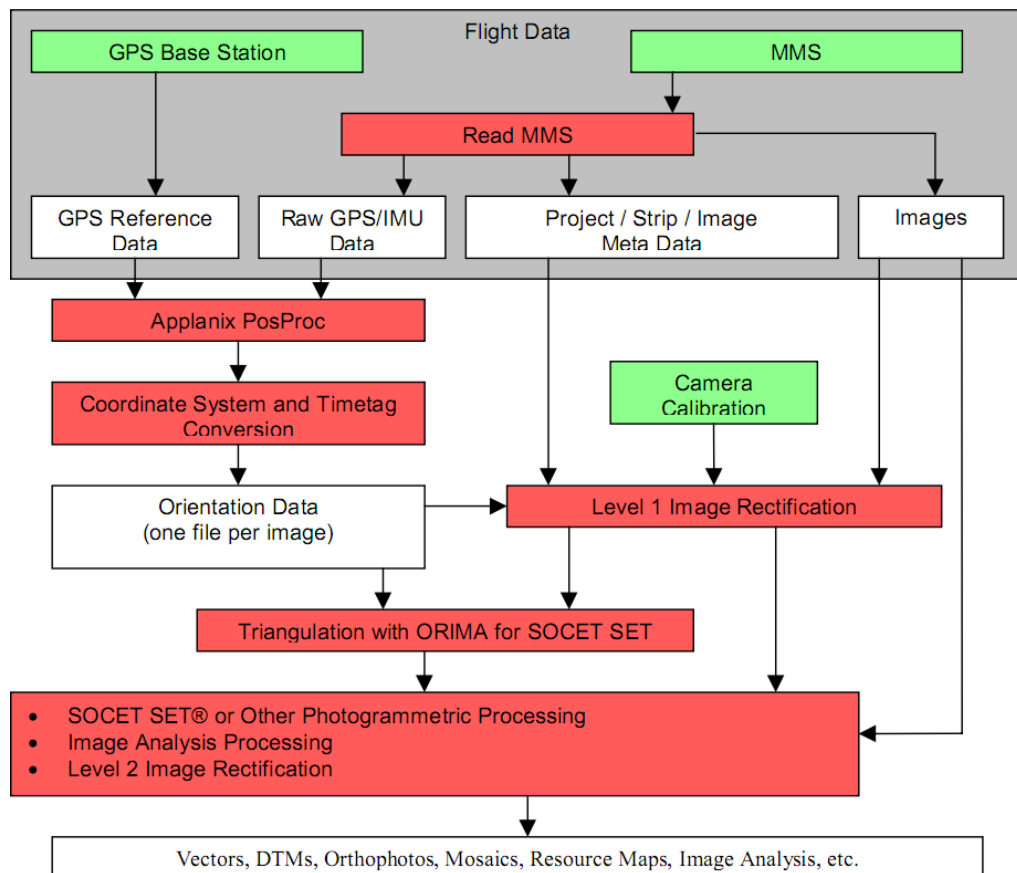 Flight Data
GPS Base Station
MMS
Read MMS
GPS Reference
Data
Raw GPS/IMU
Data
Project / Strip / Image
Meta Data
Images
Applanix PosProc
Camera
Calibration
Coordinate System and Timetag
Conversion
Orientation Data
(one file per image)
Level 1 Image Rectification
Triangulation with ORIMA for SOCET SET
• SOCET SET® or Other Photogrammetric Processing
• Image Analysis Processing
• Level 2 Image Rectification
Vectors, DTMs, Orthophotos, Mosaics, Resource Maps, Image Analysis, etc.